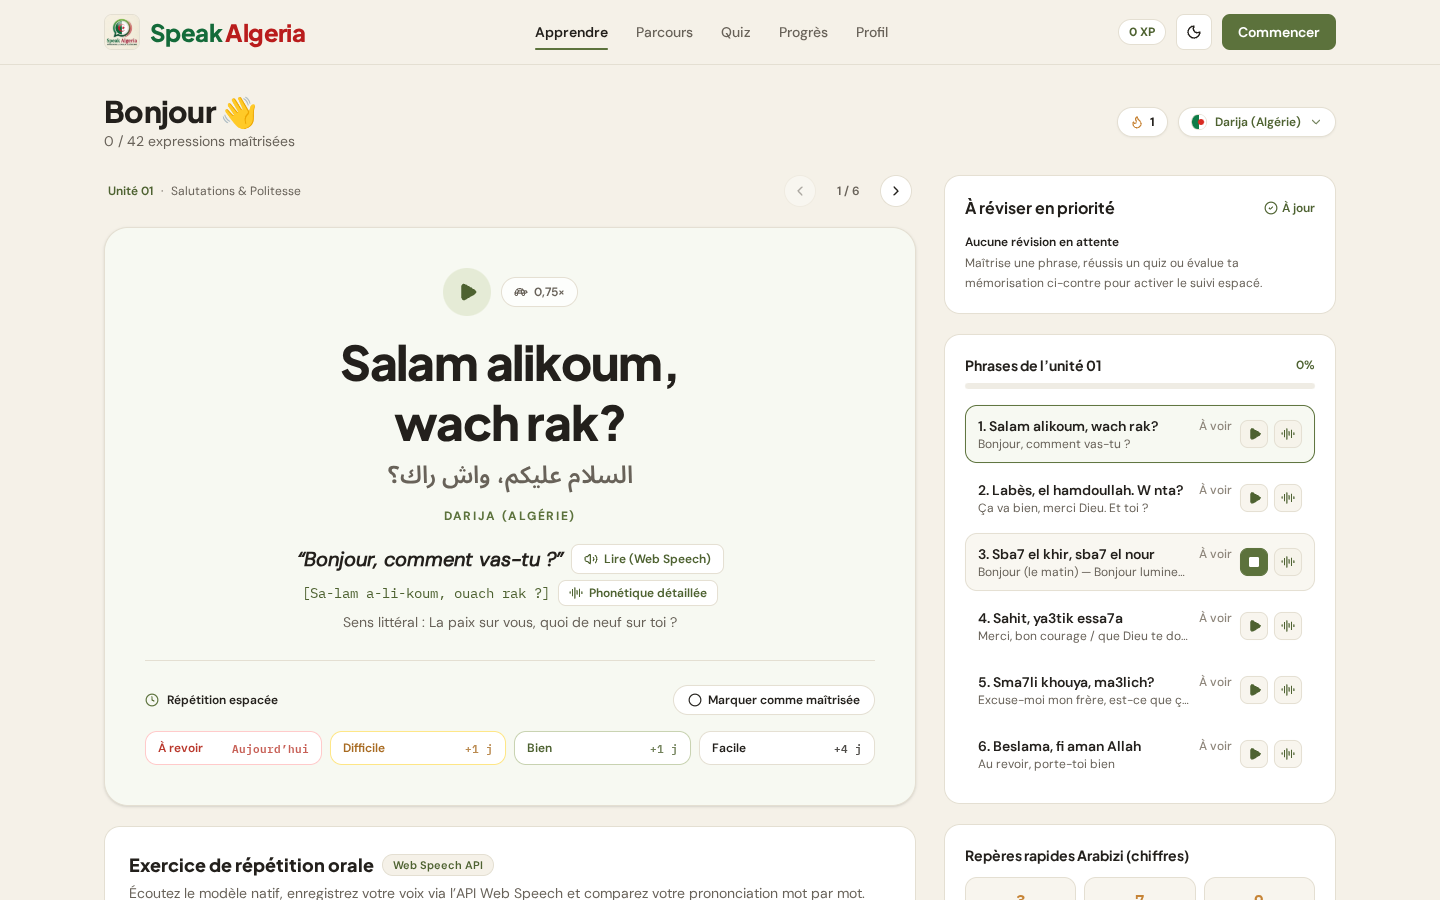 Speak Algeria
Apprendre
Parcours
Quiz
Progrès
Profil
0 XP
Commencer
Bonjour 👋
0 / 42 expressions maîtrisées
1
Darija (Algérie)
Unité 01 · Salutations & Politesse
1 / 6
0,75×
Salam alikoum,
wach rak?
السلام عليكم، واش راك؟
DARIJA (ALGÉRIE)
“Bonjour, comment vas-tu ?”
Lire (Web Speech)
[Sa-lam a-li-koum, ouach rak ?]
Phonétique détaillée
Sens littéral : La paix sur vous, quoi de neuf sur toi ?
Répétition espacée
Marquer comme maîtrisée
À revoir Aujourd’hui
Difficile +1 j
Bien +1 j
Facile +4 j
Exercice de répétition orale
Web Speech API
Écoutez le modèle natif, enregistrez votre voix via l’API Web Speech et comparez votre prononciation mot par mot.
À réviser en priorité
À jour
Aucune révision en attente
Maîtrise une phrase, réussis un quiz ou évalue ta
mémorisation ci-contre pour activer le suivi espacé.
Phrases de l’unité 01
0%
1. Salam alikoum, wach rak?
À voir
Bonjour, comment vas-tu ?
2. Labès, el hamdoullah. W nta?
À voir
Ça va bien, merci Dieu. Et toi ?
3. Sba7 el khir, sba7 el nour
À voir
Bonjour (le matin) — Bonjour lumine…
4. Sahit, ya3tik essa7a
À voir
Merci, bon courage / que Dieu te do…
5. Sma7li khouya, ma3lich?
À voir
Excuse-moi mon frère, est-ce que ç…
6. Beslama, fi aman Allah
À voir
Au revoir, porte-toi bien
Repères rapides Arabizi (chiffres)